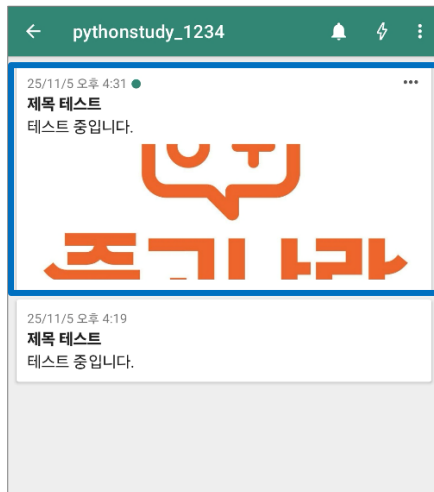 pythonstudy_1234
25/11/5 오후 4:31
제목 테스트
테스트 중입니다.
25/11/5 오후 4:19
제목 테스트
테스트 중입니다.